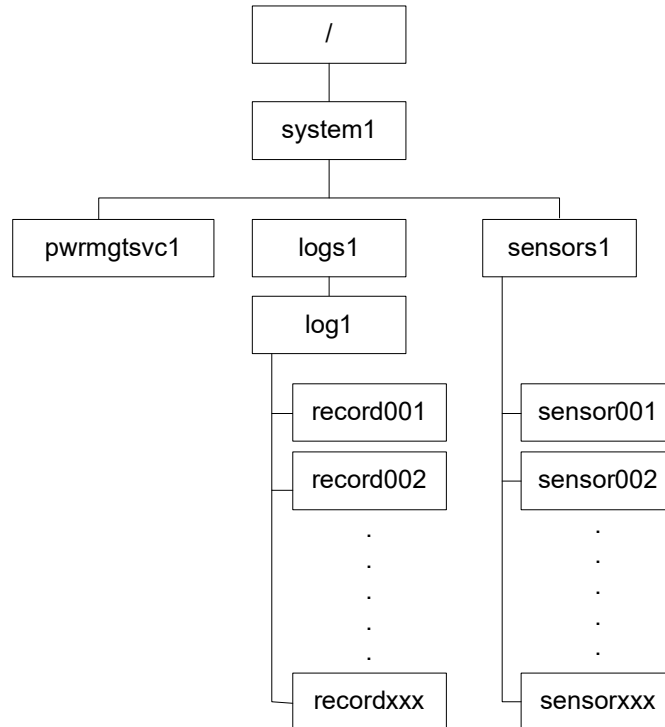 /
system1
pwrmgtsvc1
logs1
sensors1
log1
record001
sensor001
record002
sensor002
.
.
.
.
.
.
.
.
.
.
recordxxx
sensorxxx